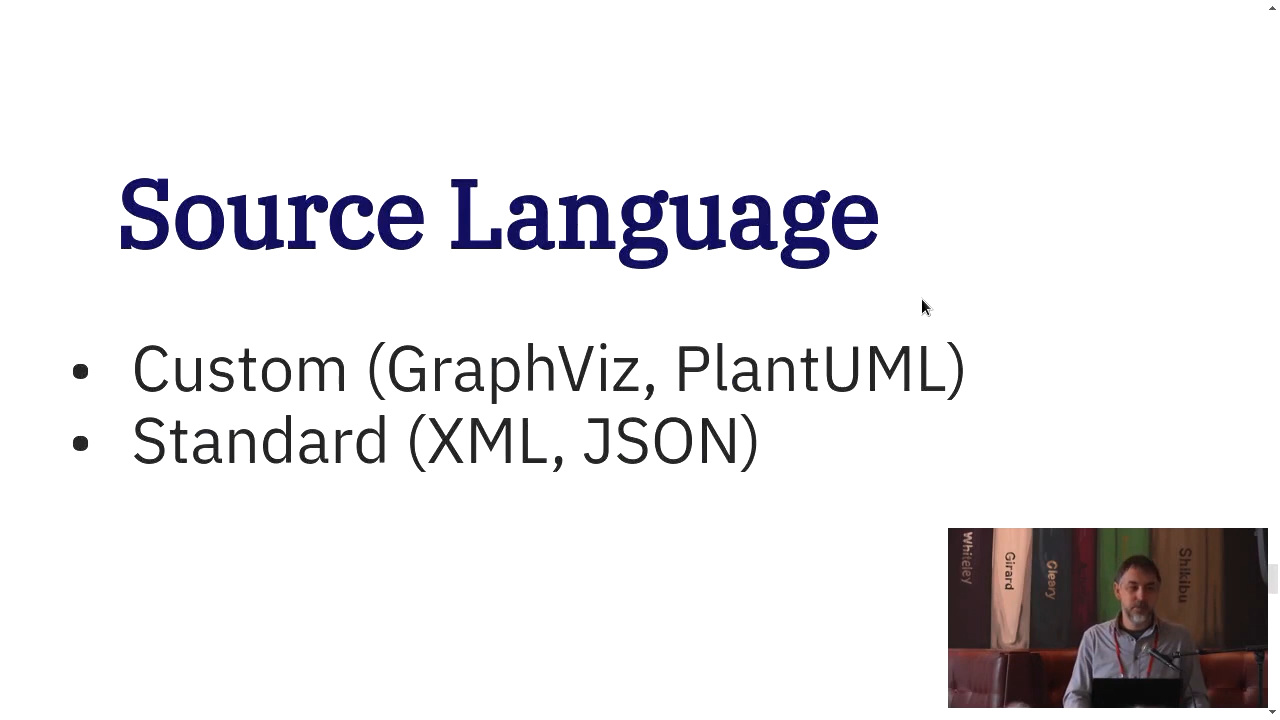 Source Language
• Custom (GraphViz, PlantUML)
• Standard (XML, JSON)
Whiteley
Girard
Cleary
Shikibu